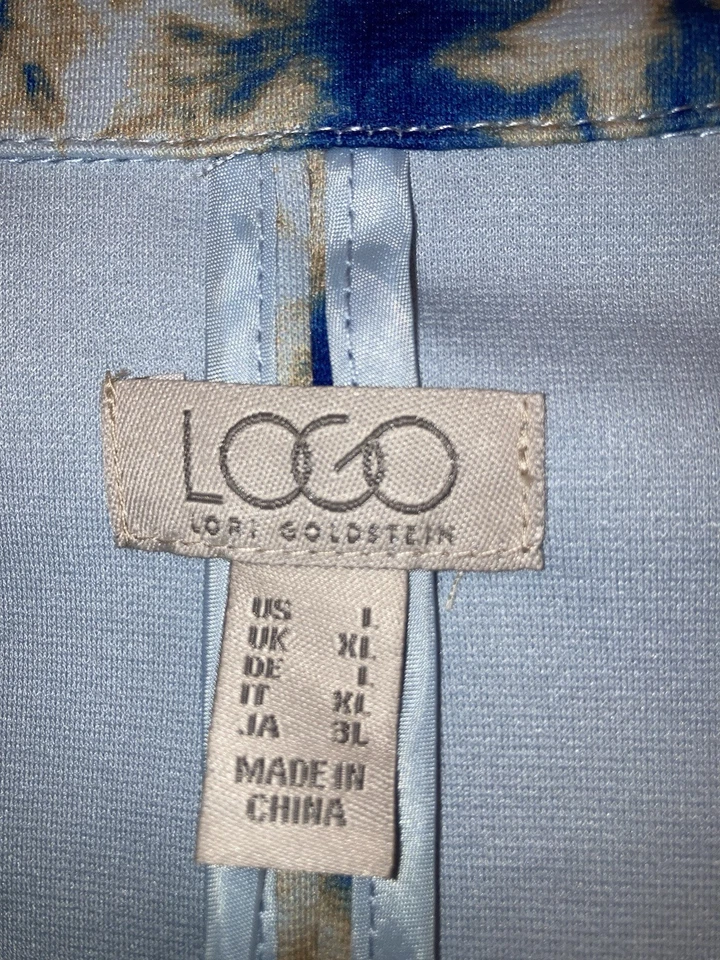 LOGO
LORI GOLDSTEIN
US L
UK XL
DE L
IT XL
JA 3L
MADE IN
CHINA